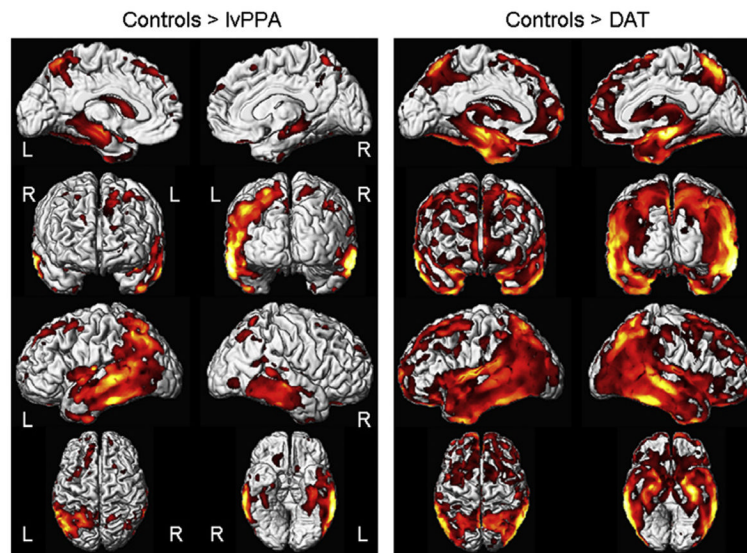 Controls > lvPPA
Controls > DAT
L R
R L L R
L R
L R R L